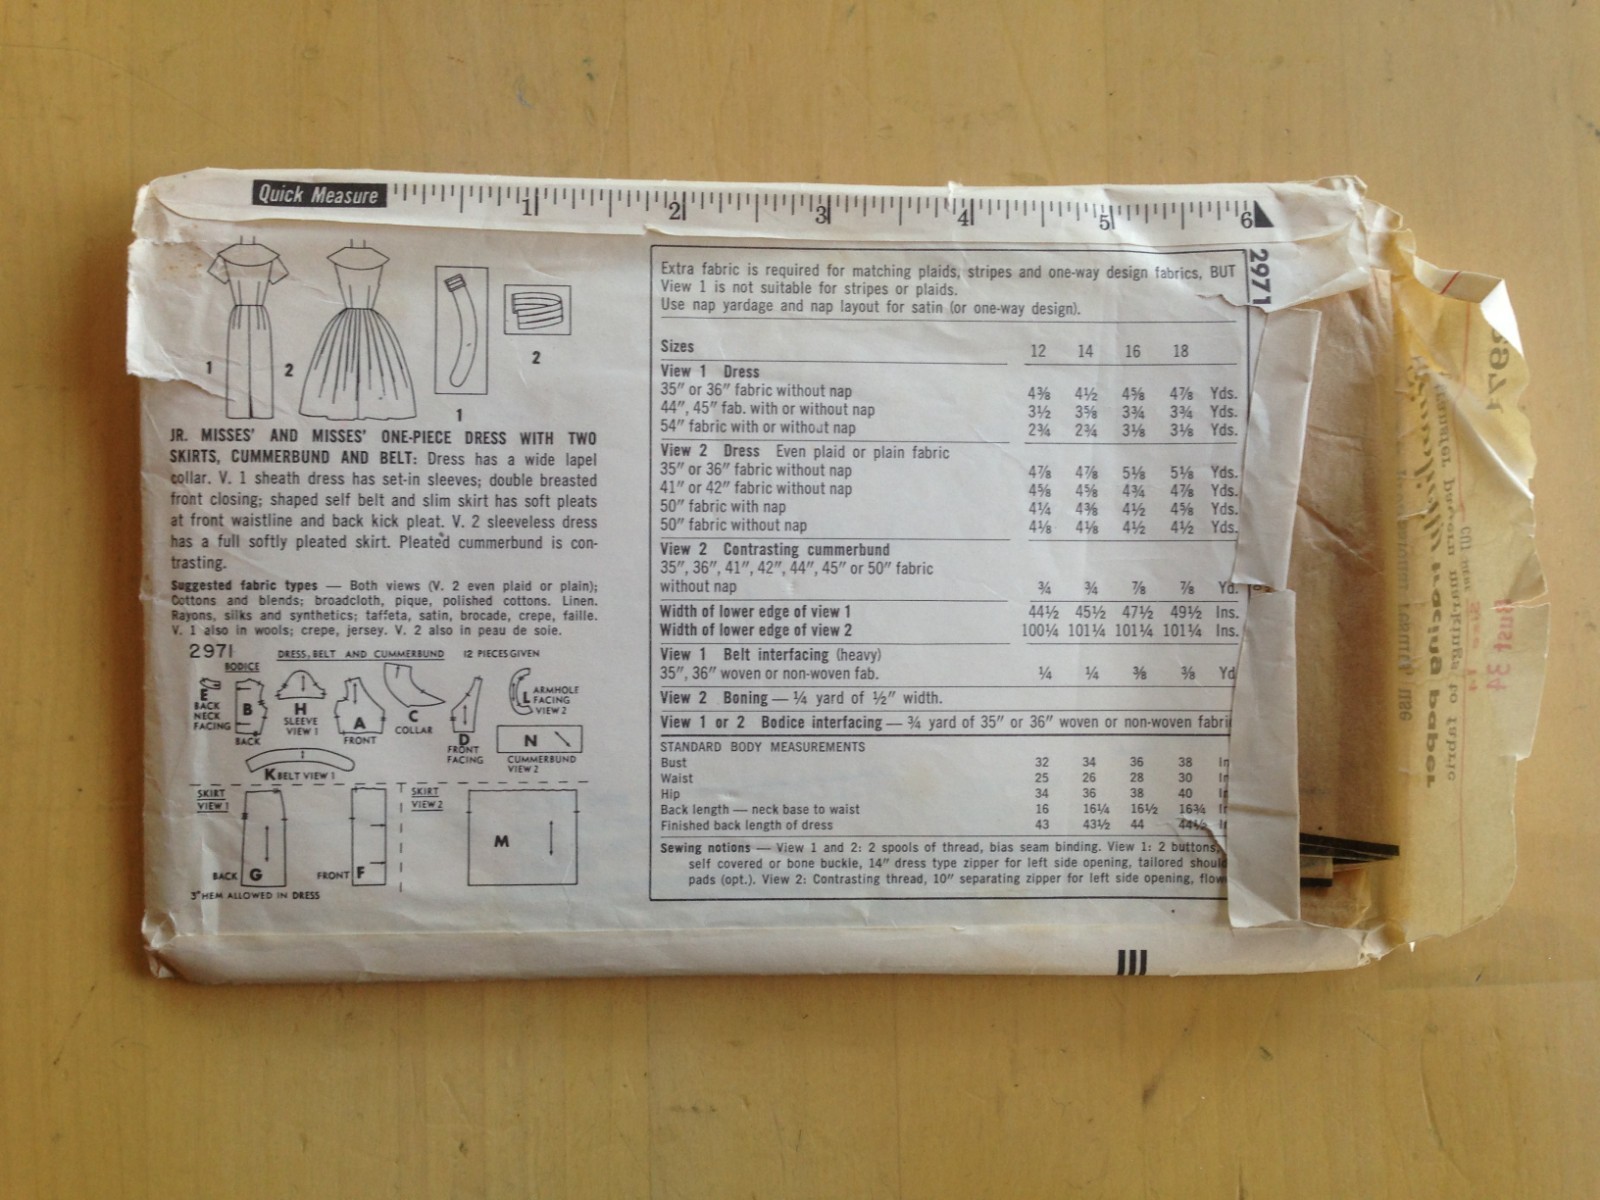 Quick Measure 1 2 3 4 5 6
2971
1 2
1
2
JR. MISSES' AND MISSES' ONE-PIECE DRESS WITH TWO
SKIRTS, CUMMERBUND AND BELT: Dress has a wide lapel
collar. V. 1 sheath dress has set-in sleeves; double breasted
front closing; shaped self belt and slim skirt has soft pleats
at front waistline and back kick pleat. V. 2 sleeveless dress
has a full softly pleated skirt. Pleated cummerbund is con-
trasting.
Suggested fabric types — Both views (V. 2 even plaid or plain);
Cottons and blends; broadcloth, pique, polished cottons. Linen.
Rayons, silks and synthetics; taffeta, satin, brocade, crepe, faille.
V. 1 also in wools; crepe, jersey. V. 2 also in peau de soie.
2971 DRESS, BELT AND CUMMERBUND 12 PIECES GIVEN
BODICE
E
BACK
NECK
FACING
B
BACK
H
SLEEVE
VIEW 1
A
FRONT
C
COLLAR
D
FRONT
FACING
L ARMHOLE
FACING
VIEW 2
N
CUMMERBUND
VIEW 2
K BELT VIEW 1
SKIRT
VIEW 1
SKIRT
VIEW 2
BACK G
FRONT F
M
3" HEM ALLOWED IN DRESS
Extra fabric is required for matching plaids, stripes and one-way design fabrics, BUT
View 1 is not suitable for stripes or plaids.
Use nap yardage and nap layout for satin (or one-way design).
Sizes 12 14 16 18
View 1 Dress
35" or 36" fabric without nap 4⅜ 4½ 4⅝ 4⅞ Yds.
44", 45" fab. with or without nap 3½ 3⅝ 3¾ 3¾ Yds.
54" fabric with or without nap 2¾ 2¾ 3⅛ 3⅛ Yds.
View 2 Dress Even plaid or plain fabric
35" or 36" fabric without nap 4⅞ 4⅞ 5⅛ 5⅛ Yds.
41" or 42" fabric without nap 4⅝ 4⅝ 4¾ 4⅞ Yds.
50" fabric with nap 4¼ 4⅜ 4½ 4⅝ Yds.
50" fabric without nap 4⅛ 4⅛ 4½ 4½ Yds.
View 2 Contrasting cummerbund
35", 36", 41", 42", 44", 45" or 50" fabric
without nap ¾ ¾ ⅞ ⅞ Yd.
Width of lower edge of view 1 44½ 45½ 47½ 49½ Ins.
Width of lower edge of view 2 100¼ 101¼ 101¼ 101¼ Ins.
View 1 Belt interfacing (heavy)
35", 36" woven or non-woven fab. ¼ ¼ ⅜ ⅜ Yd
View 2 Boning — ¼ yard of ½" width.
View 1 or 2 Bodice interfacing — ¾ yard of 35" or 36" woven or non-woven fabri
STANDARD BODY MEASUREMENTS
Bust 32 34 36 38 In
Waist 25 26 28 30 In
Hip 34 36 38 40 I
Back length — neck base to waist 16 16¼ 16½ 16¾ I
Finished back length of dress 43 43½ 44 44½ I
Sewing notions — View 1 and 2: 2 spools of thread, bias seam binding. View 1: 2 buttons,
self covered or bone buckle, 14" dress type zipper for left side opening, tailored should
pads (opt.). View 2: Contrasting thread, 10" separating zipper for left side opening, flow
Bust 34